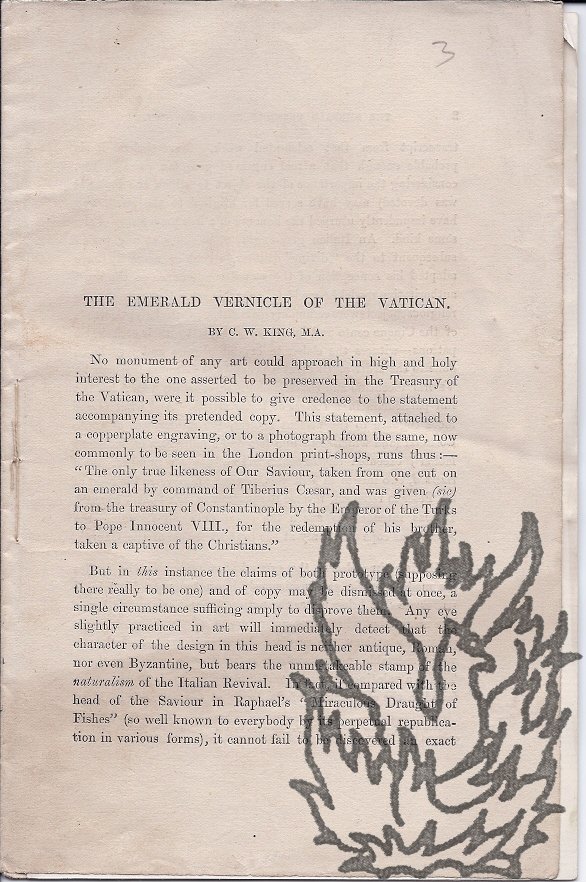 3
THE EMERALD VERNICLE OF THE VATICAN.
BY C. W. KING, M.A.
No monument of any art could approach in high and holy
interest to the one asserted to be preserved in the Treasury of
the Vatican, were it possible to give credence to the statement
accompanying its pretended copy. This statement, attached to
a copperplate engraving, or to a photograph from the same, now
commonly to be seen in the London print-shops, runs thus :—
“ The only true likeness of Our Saviour, taken from one cut on
an emerald by command of Tiberius Cæsar, and was given (sic)
from the treasury of Constantinople by the Emperor of the Turks
to Pope Innocent VIII., for the redemption of his brother,
taken a captive of the Christians.”
But in this instance the claims of both prototype (supposing
there really to be one) and of copy may be dismissed at once, a
single circumstance sufficing amply to disprove them. Any eye
slightly practiced in art will immediately detect that the
character of the design in this head is neither antique, Roman,
nor even Byzantine, but bears the unmistakeable stamp of the
naturalism of the Italian Revival. In fact, if compared with the
head of the Saviour in Raphael's “ Miraculous Draught of
Fishes” (so well known to everybody by its perpetual republica-
tion in various forms), it cannot fail to be discovered an exact